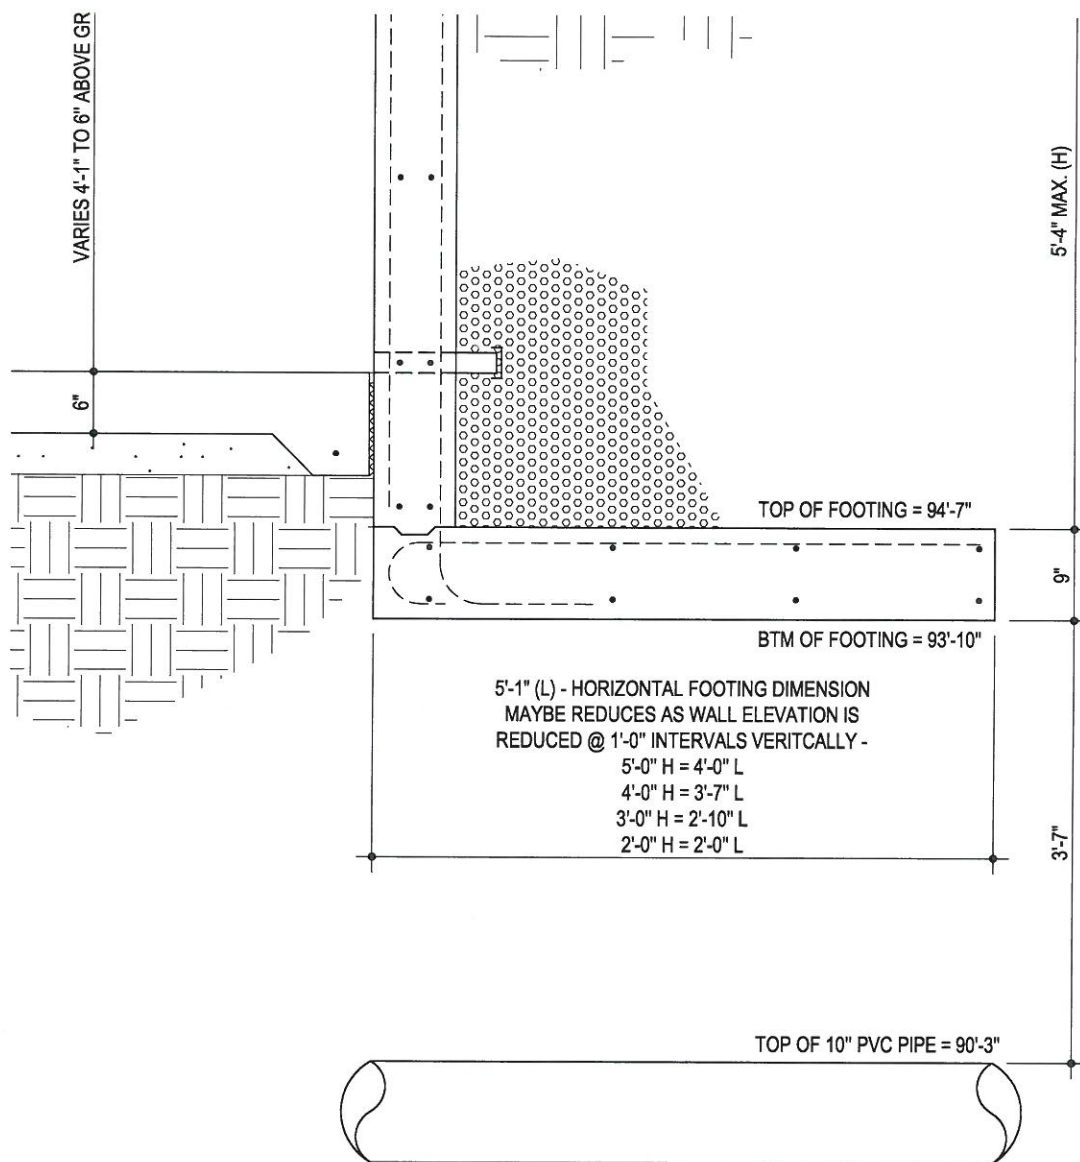 VARIES 4'-1" TO 6" ABOVE GR
5'-4" MAX. (H)
6"
TOP OF FOOTING = 94'-7"
9"
BTM OF FOOTING = 93'-10"
5'-1" (L) - HORIZONTAL FOOTING DIMENSION
MAYBE REDUCES AS WALL ELEVATION IS
REDUCED @ 1'-0" INTERVALS VERITCALLY -
5'-0" H = 4'-0" L
4'-0" H = 3'-7" L
3'-0" H = 2'-10" L
2'-0" H = 2'-0" L
3'-7"
TOP OF 10" PVC PIPE = 90'-3"